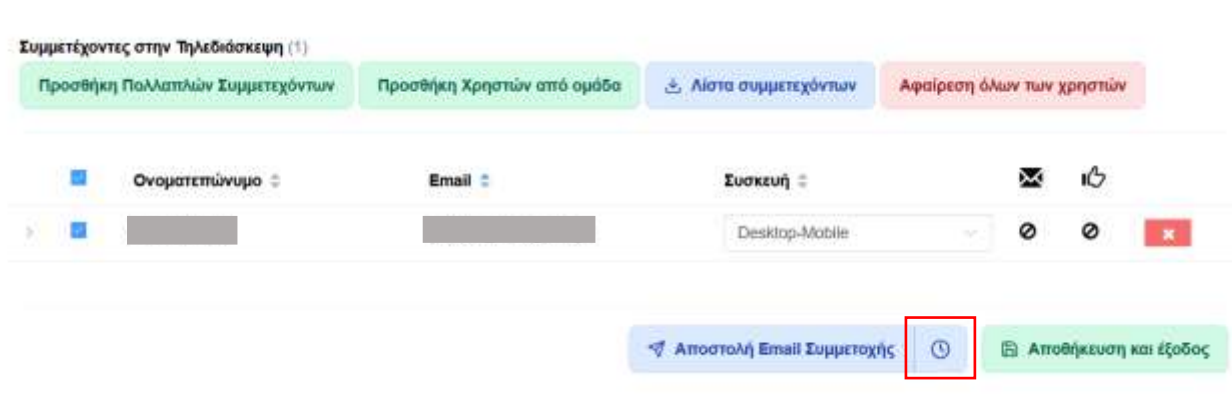 Συμμετέχοντες στην Τηλεδιάσκεψη (1)
Προσθήκη Πολλαπλών Συμμετεχόντων Προσθήκη Χρηστών από ομάδα Λίστα συμμετεχόντων Αφαίρεση όλων των χρηστών
Ονοματεπώνυμο Email Συσκευή
Desktop-Mobile
Αποστολή Email Συμμετοχής Αποθήκευση και έξοδος